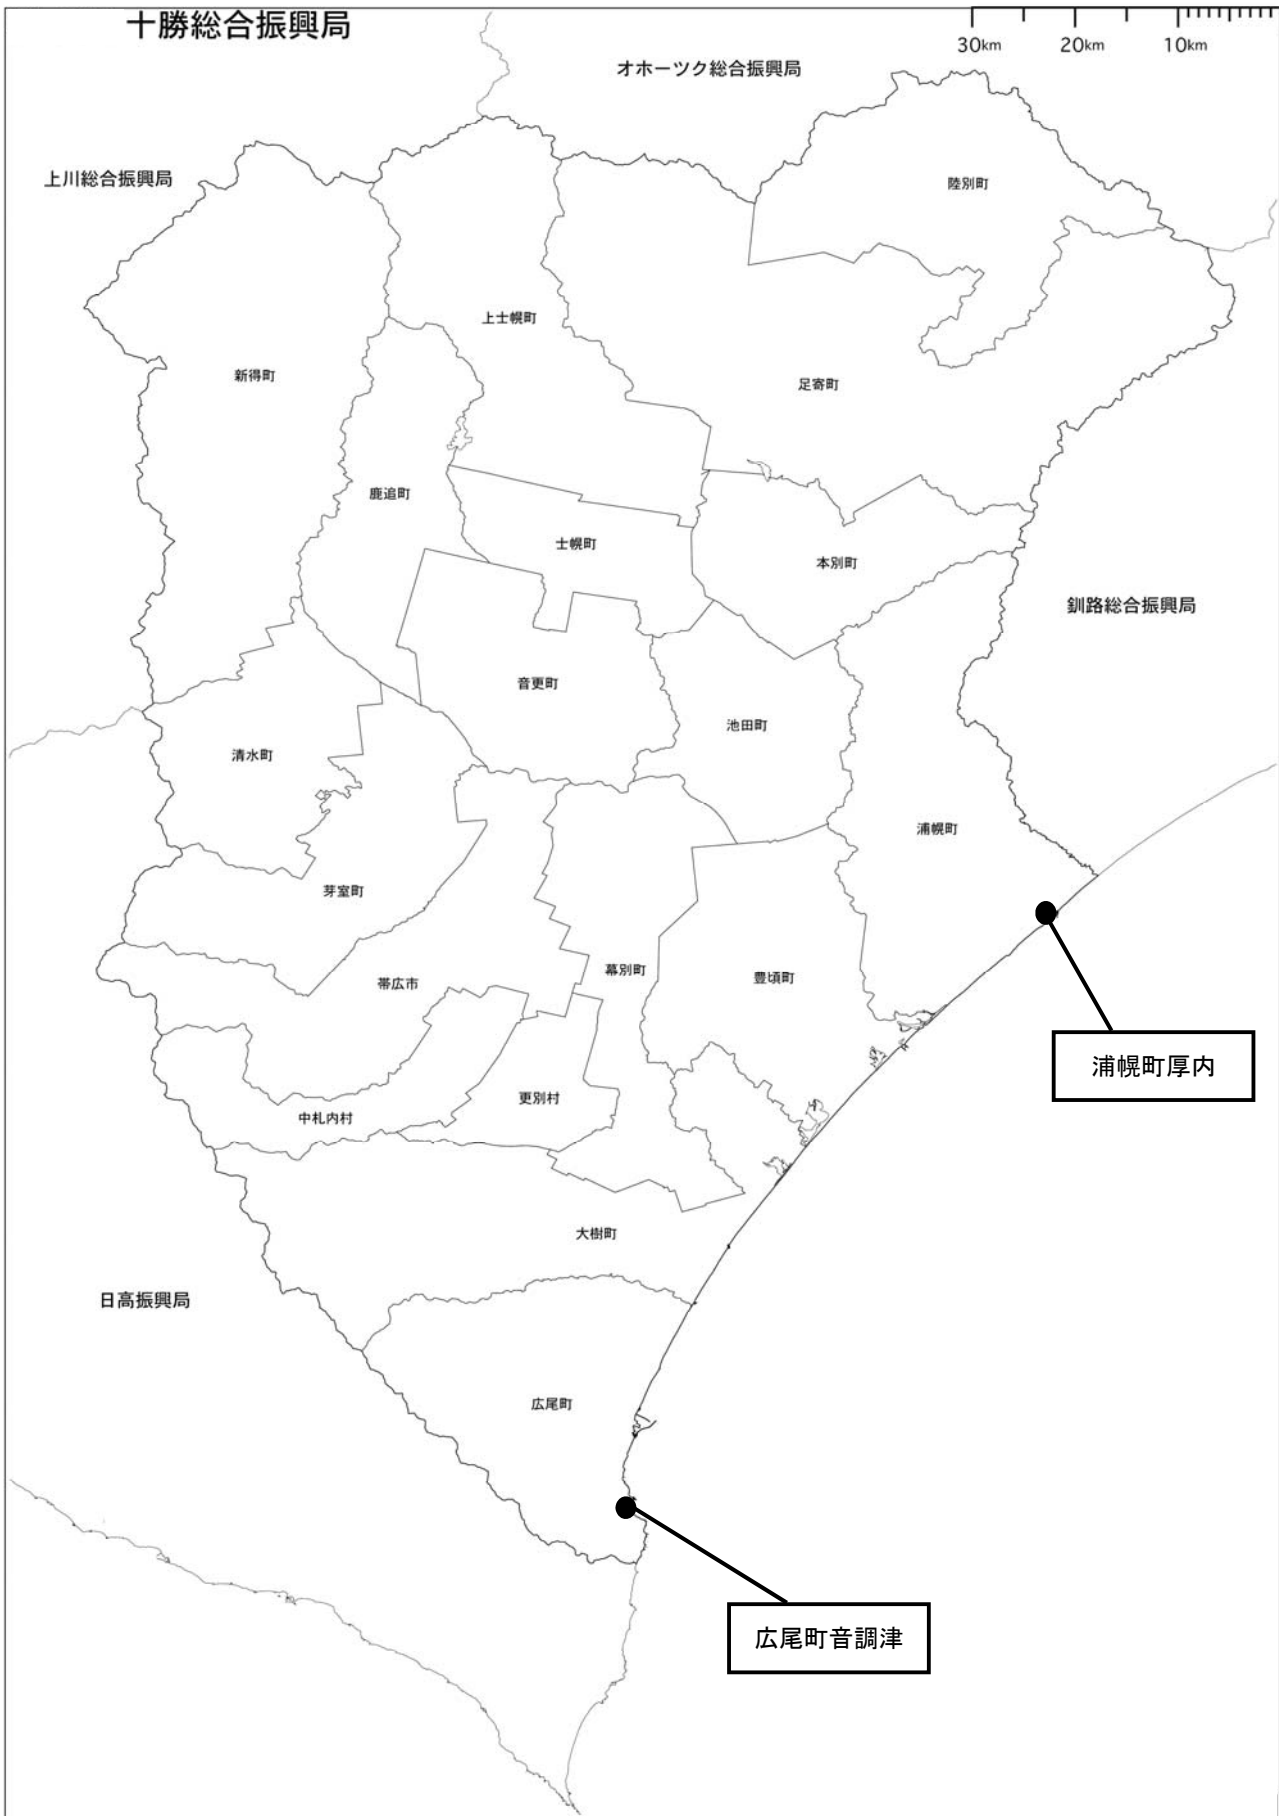 十勝総合振興局
30km 20km 10km
オホーツク総合振興局
上川総合振興局
陸別町
上士幌町
新得町
足寄町
鹿追町
士幌町
本別町
釧路総合振興局
音更町
池田町
清水町
浦幌町
芽室町
幕別町
豊頃町
帯広市
浦幌町厚内
更別村
中札内村
大樹町
日高振興局
広尾町
広尾町音調津